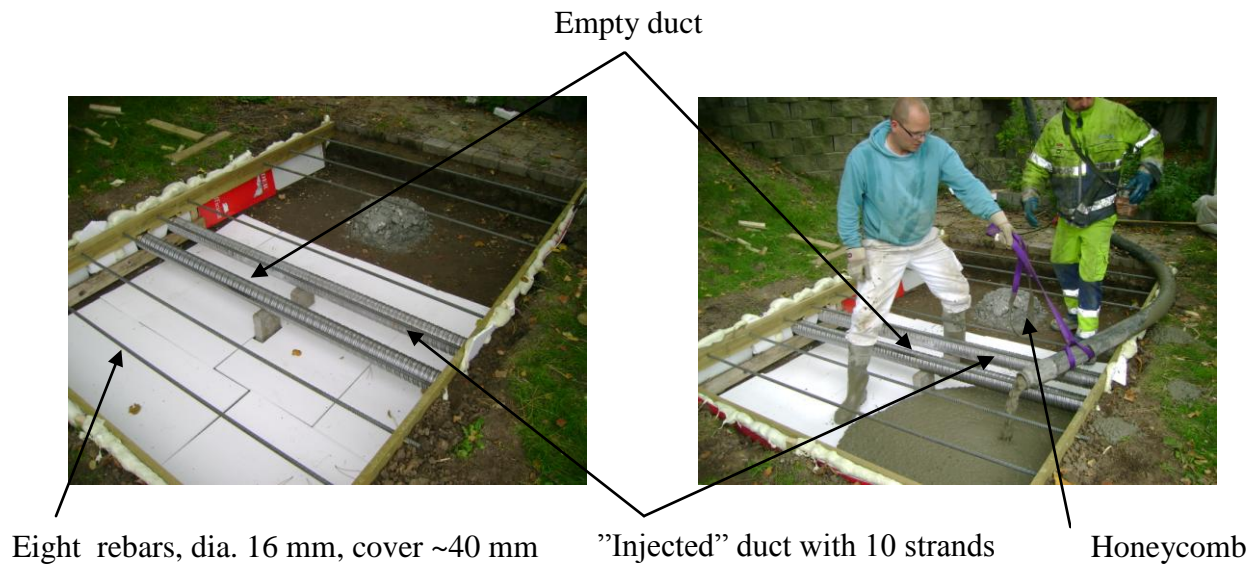 Empty duct
Eight rebars, dia. 16 mm, cover ~40 mm
”Injected” duct with 10 strands
Honeycomb